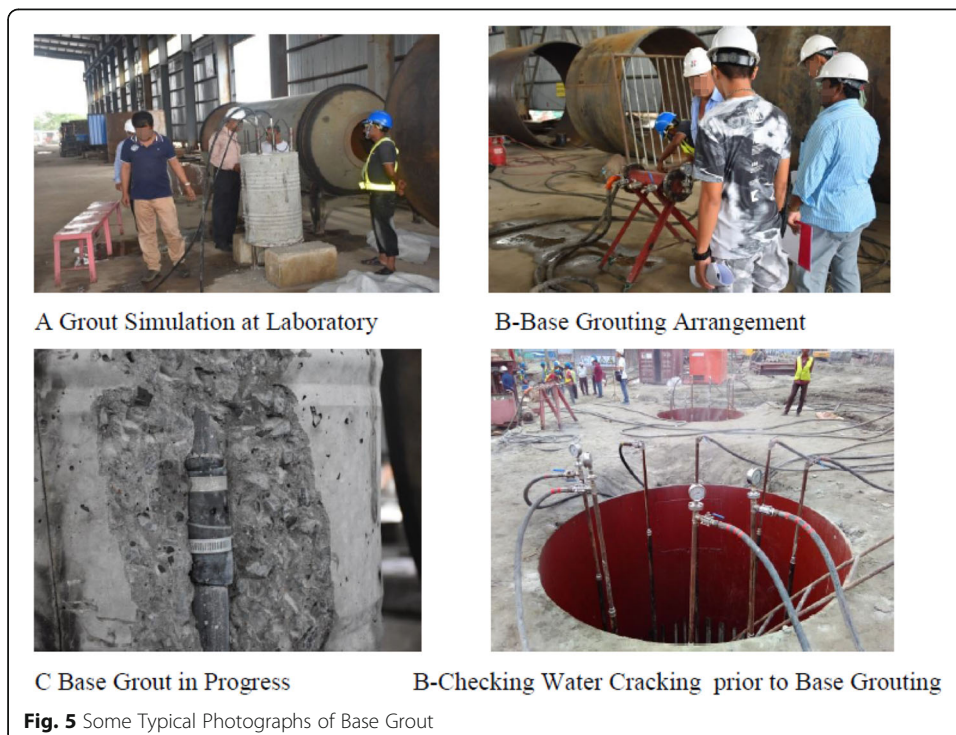 A Grout Simulation at Laboratory
B-Base Grouting Arrangement
C Base Grout in Progress
B-Checking Water Cracking prior to Base Grouting
Fig. 5 Some Typical Photographs of Base Grout